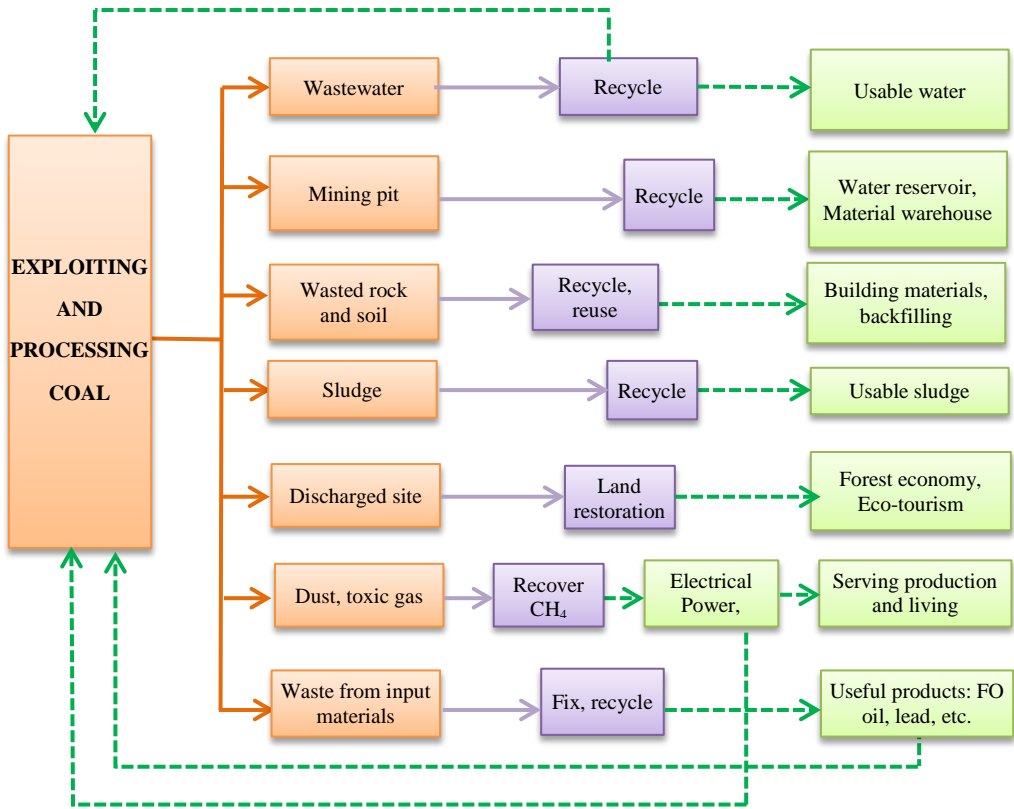 Wastewater
Recycle
Usable water
Mining pit
Recycle
Water reservoir,
Material warehouse
EXPLOITING
AND
PROCESSING
COAL
Wasted rock
and soil
Recycle,
reuse
Building materials,
backfilling
Sludge
Recycle
Usable sludge
Discharged site
Land
restoration
Forest economy,
Eco-tourism
Dust, toxic gas
Recover
CH₄
Electrical
Power,
Serving production
and living
Waste from input
materials
Fix, recycle
Useful products: FO
oil, lead, etc.